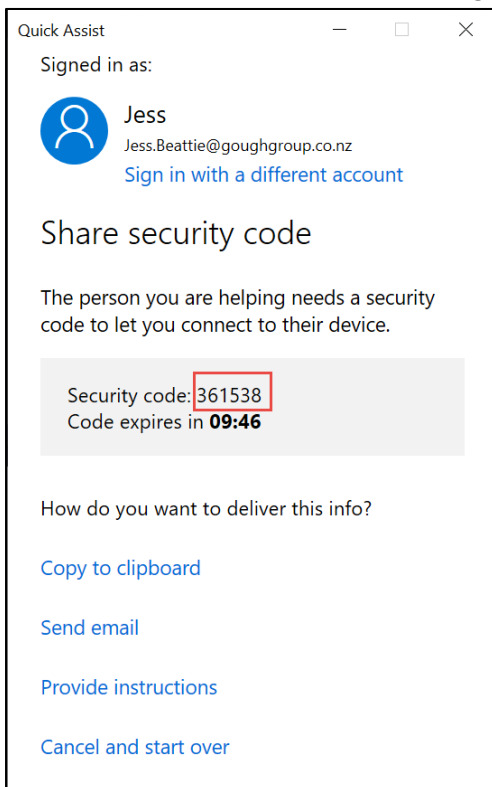 Quick Assist
Signed in as:
Jess
Jess.Beattie@goughgroup.co.nz
Sign in with a different account
Share security code
The person you are helping needs a security
code to let you connect to their device.
Security code: 361538
Code expires in 09:46
How do you want to deliver this info?
Copy to clipboard
Send email
Provide instructions
Cancel and start over